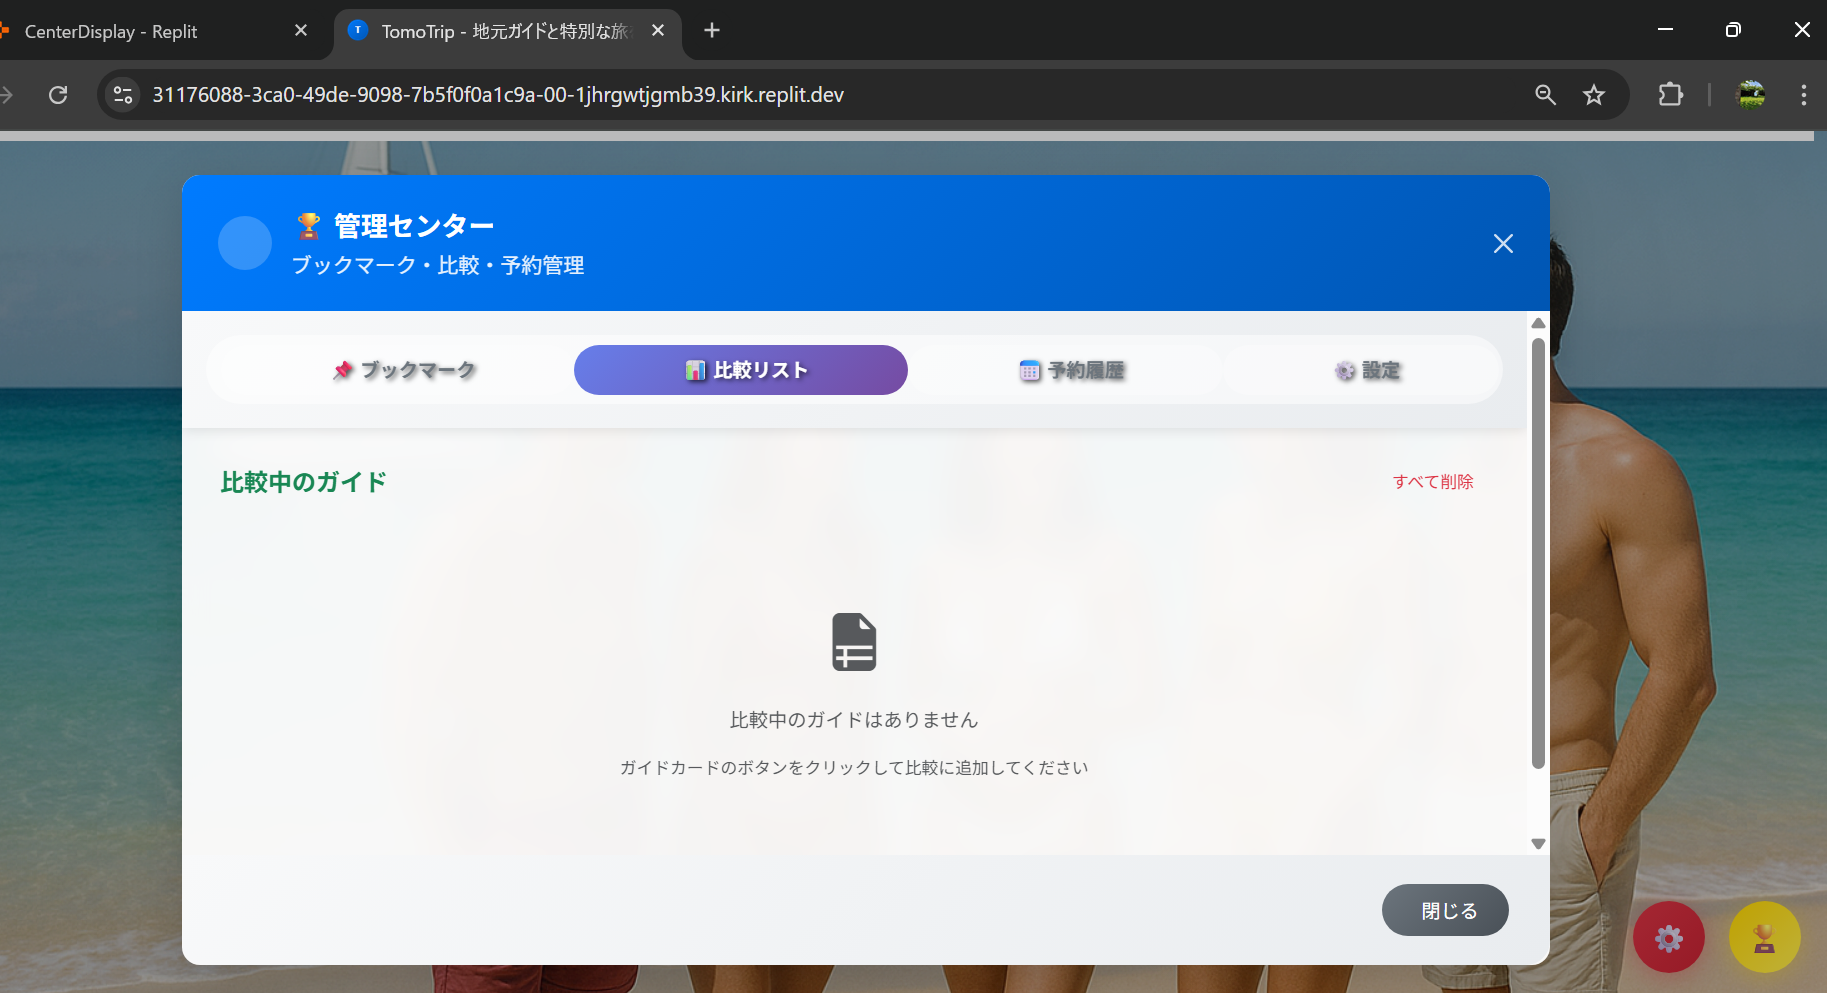 CenterDisplay - Replit
TomoTrip - 地元ガイドと特別な旅
31176088-3ca0-49de-9098-7b5f0f0a1c9a-00-1jhrgwtjgmb39.kirk.replit.dev
🏆 管理センター
ブックマーク・比較・予約管理
📌 ブックマーク
📊 比較リスト
📅 予約履歴
⚙️ 設定
比較中のガイド
すべて削除
比較中のガイドはありません
ガイドカードのボタンをクリックして比較に追加してください
閉じる